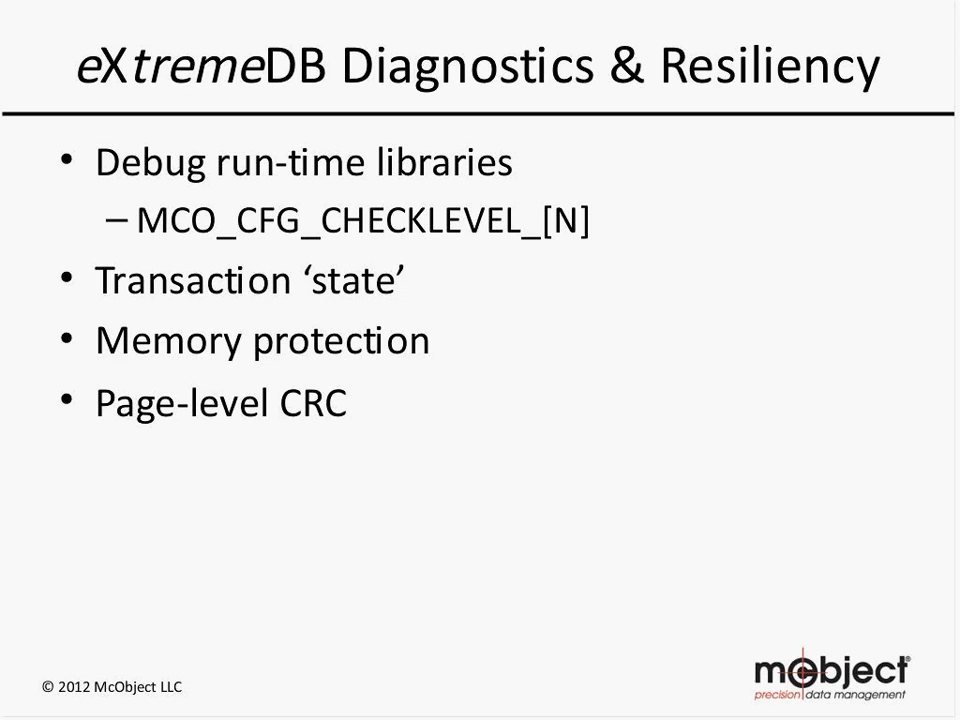 eXtremeDB Diagnostics & Resiliency
• Debug run-time libraries
– MCO_CFG_CHECKLEVEL_[N]
• Transaction ‘state’
• Memory protection
• Page-level CRC
© 2012 McObject LLC
mcobject®
precision data management